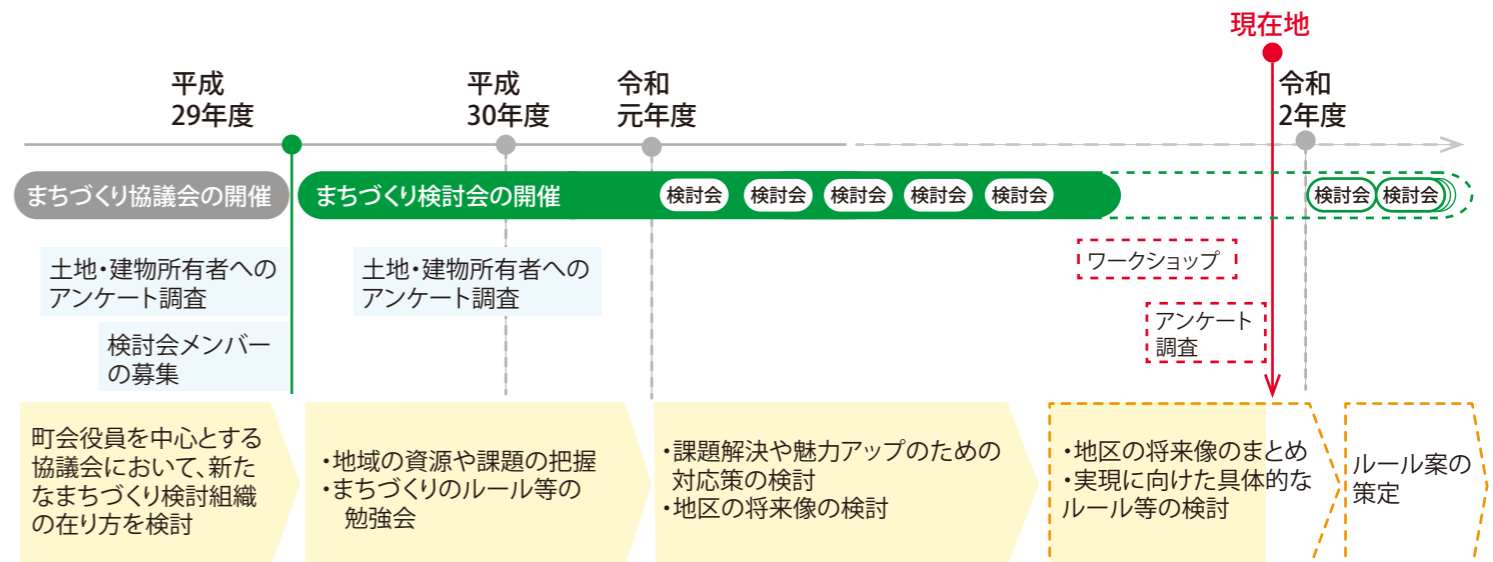 現在地
平成
29年度
平成
30年度
令和
元年度
令和
2年度
まちづくり協議会の開催
まちづくり検討会の開催
検討会
検討会
検討会
検討会
検討会
検討会
検討会
土地・建物所有者への
アンケート調査
土地・建物所有者への
アンケート調査
ワークショップ
検討会メンバー
の募集
アンケート
調査
町会役員を中心とする
協議会において、新た
なまちづくり検討組織
の在り方を検討
・地域の資源や課題の把握
・まちづくりのルール等の
勉強会
・課題解決や魅力アップのための
対応策の検討
・地区の将来像の検討
・地区の将来像のまとめ
・実現に向けた具体的な
ルール等の検討
ルール案の
策定